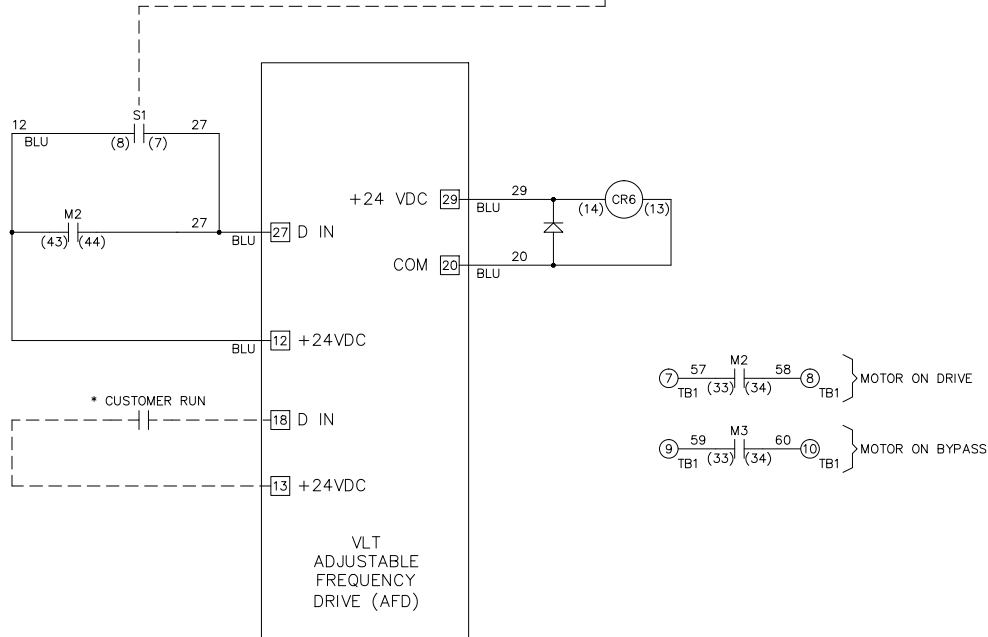 S1
12
27
BLU
(8)
(7)
M2
27
(43)
(44)
BLU
27
D IN
12
+24VDC
BLU
* CUSTOMER RUN
18
D IN
13
+24VDC
VLT
ADJUSTABLE
FREQUENCY
DRIVE (AFD)
+24 VDC
29
29
BLU
(14)
CR6
(13)
COM
20
20
BLU
7
TB1
57
M2
(33)
(34)
58
8
TB1
MOTOR ON DRIVE
9
TB1
59
M3
(33)
(34)
60
10
TB1
MOTOR ON BYPASS